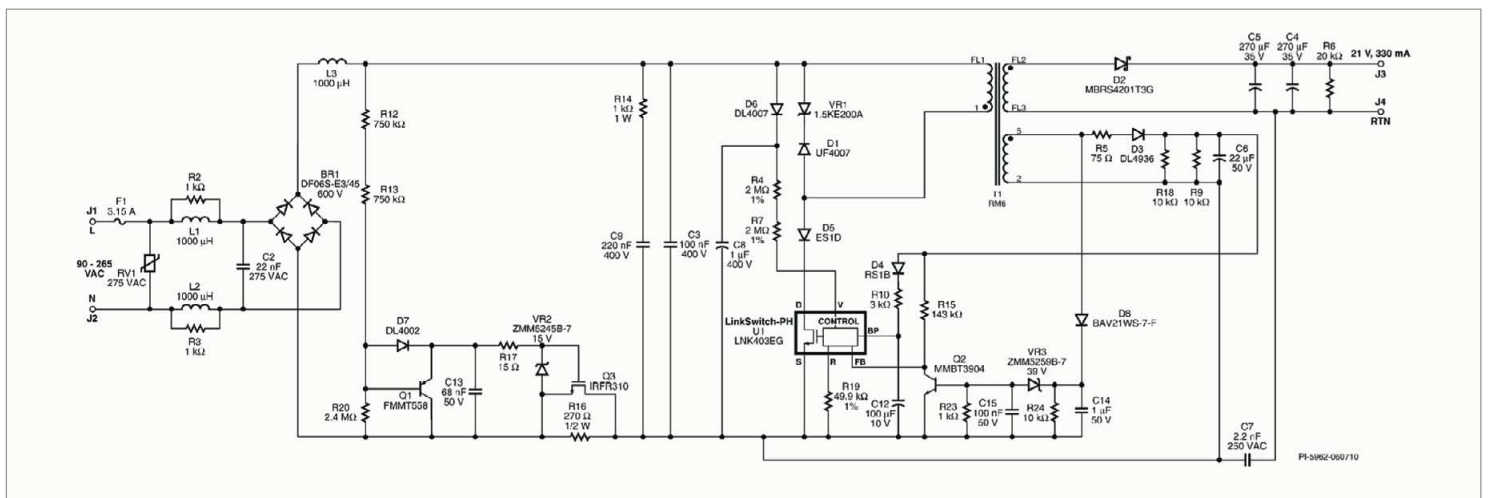 J1
L
F1
3.15 A
90 - 265
VAC
N
J2
RV1
275 VAC
R2
1 kΩ
L1
1000 µH
L2
1000 µH
R3
1 kΩ
C2
22 nF
275 VAC
BR1
DF06S-E3/45
600 V
L3
1000 µH
R12
750 kΩ
R13
750 kΩ
D7
DL4002
Q1
FMMT558
R20
2.4 MΩ
C13
68 nF
50 V
R17
15 Ω
VR2
ZMM5245B-7
15 V
Q3
IRFR310
R16
270 Ω
1/2 W
R14
1 kΩ
1 W
C9
220 nF
400 V
C3
100 nF
400 V
C8
1 µF
400 V
D6
DL4007
VR1
1.5KE200A
D1
UF4007
R4
2 MΩ
1%
R7
2 MΩ
1%
D5
ES1D
LinkSwitch-PH
U1
LNK403EG
D
V
CONTROL
BP
S
R
FB
R19
49.9 kΩ
1%
D4
RS1B
R10
3 kΩ
C12
100 µF
10 V
R15
143 kΩ
Q2
MMBT3904
R23
1 kΩ
C15
100 nF
50 V
VR3
ZMM5259B-7
39 V
R24
10 kΩ
C14
1 µF
50 V
D8
BAV21WS-7-F
FL1
1
FL2
FL3
5
2
T1
RM6
D2
MBRS4201T3G
R5
75 Ω
D3
DL4936
R18
10 kΩ
R9
10 kΩ
C6
22 µF
50 V
C5
270 µF
35 V
C4
270 µF
35 V
R6
20 kΩ
21 V, 330 mA
J3
J4
RTN
C7
2.2 nF
250 VAC
PI-5962-060710